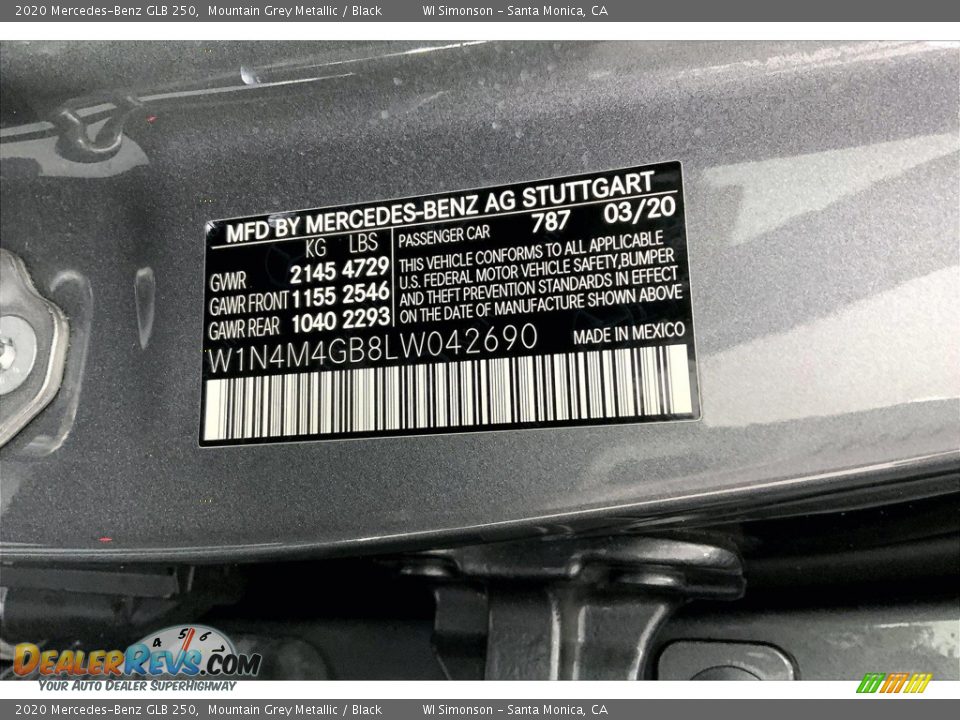 2020 Mercedes-Benz GLB 250, Mountain Grey Metallic / Black WI Simonson - Santa Monica, CA
MFD BY MERCEDES-BENZ AG STUTTGART
KG LBS PASSENGER CAR 787 03/20
GVWR 2145 4729
GAWR FRONT 1155 2546
GAWR REAR 1040 2293
THIS VEHICLE CONFORMS TO ALL APPLICABLE
U.S. FEDERAL MOTOR VEHICLE SAFETY,BUMPER
AND THEFT PREVENTION STANDARDS IN EFFECT
ON THE DATE OF MANUFACTURE SHOWN ABOVE
W1N4M4GB8LW042690 MADE IN MEXICO
4 5 6
DEALERREVS.COM
YOUR AUTO DEALER SUPERHIGHWAY
2020 Mercedes-Benz GLB 250, Mountain Grey Metallic / Black WI Simonson - Santa Monica, CA